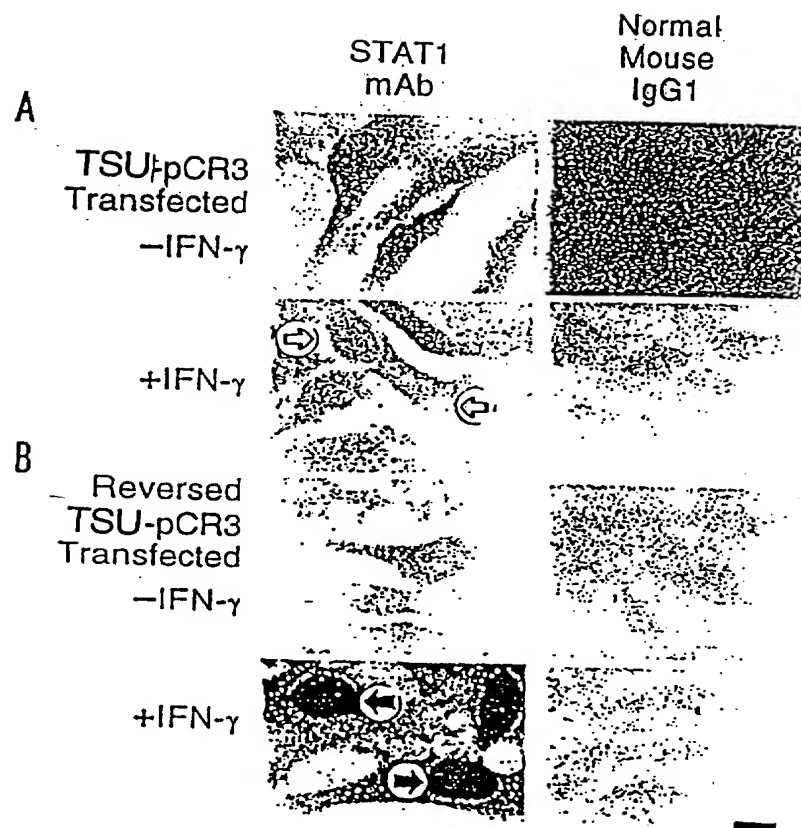 STAT1
mAb
Normal
Mouse
IgG1
A
TSU-pCR3
Transfected
−IFN-γ
+IFN-γ
B
Reversed
TSU-pCR3
Transfected
−IFN-γ
+IFN-γ